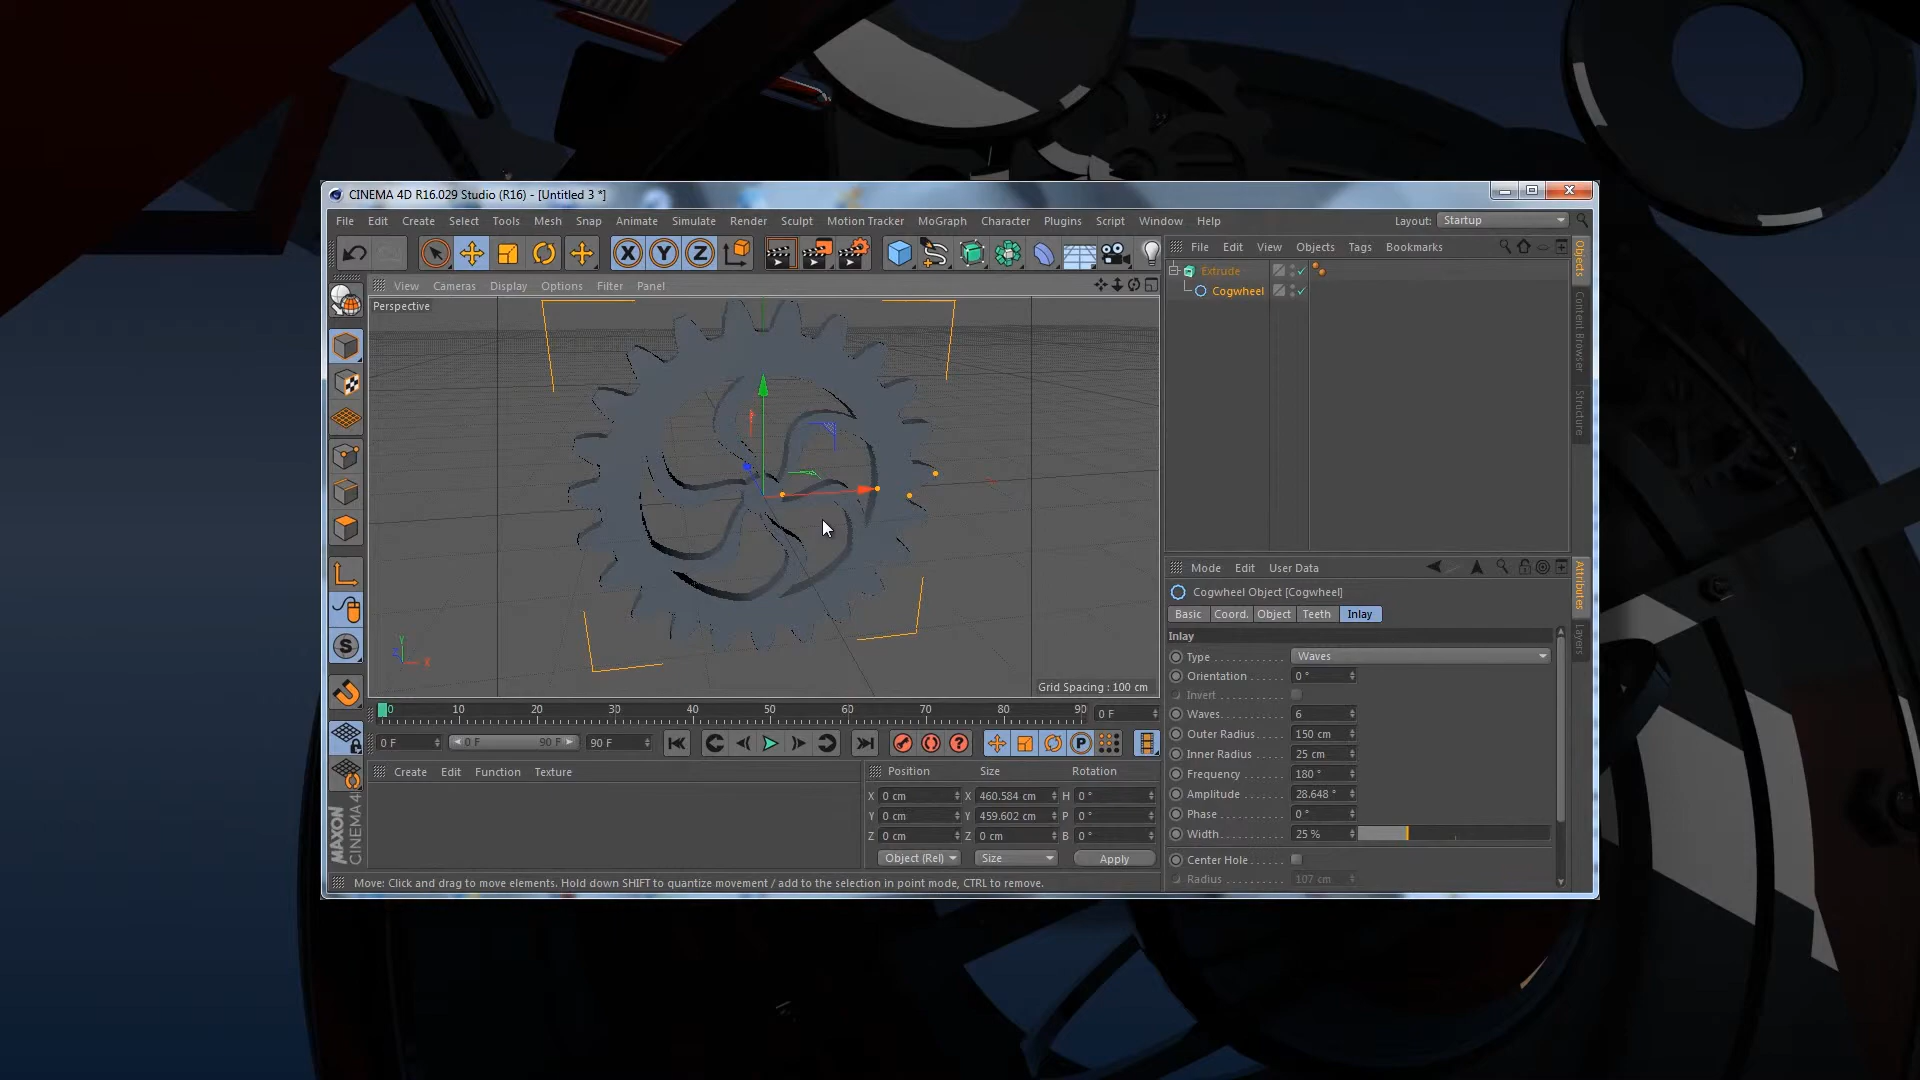 CINEMA 4D R16.029 Studio (R16) - [Untitled 3 *]
File Edit Create Select Tools Mesh Snap Animate Simulate Render Sculpt Motion Tracker MoGraph Character Plugins Script Window Help
Layout: Startup
X Y Z
File Edit View Objects Tags Bookmarks
View Cameras Display Options Filter Panel
Extrude
Cogwheel
Perspective
Grid Spacing : 100 cm
Y
X
S
Objects
Content Browser
Structure
Mode Edit User Data
Cogwheel Object [Cogwheel]
Basic Coord. Object Teeth Inlay
Inlay
Type Waves
Orientation 0 °
Invert
Waves 6
Outer Radius 150 cm
Inner Radius 25 cm
Frequency 180 °
Amplitude 28.648 °
Phase 0 °
Width 25 %
Center Hole
Radius 107 cm
Attributes
Layers
0 10 20 30 40 50 60 70 80 90 0 F
0 F 0 F 90 F 90 F
? P
Create Edit Function Texture
Position Size Rotation
X 0 cm X 460.584 cm H 0 °
Y 0 cm Y 459.602 cm P 0 °
Z 0 cm Z 0 cm B 0 °
Object (Rel) Size Apply
MAXON
CINEMA 4
Move: Click and drag to move elements. Hold down SHIFT to quantize movement / add to the selection in point mode, CTRL to remove.